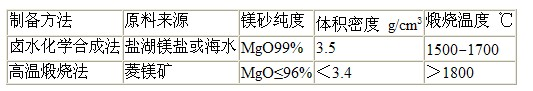 制备方法 原料来源 镁砂纯度 体积密度 g/cm³ 煅烧温度 ℃
卤水化学合成法 盐湖镁盐或海水 MgO99% 3.5 1500-1700
高温煅烧法 菱镁矿 MgO≤96% ＜3.4 ＞1800